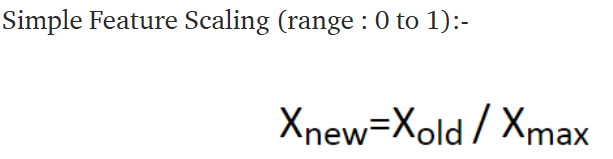 Simple Feature Scaling (range : 0 to 1):-
Xnew=Xold / Xmax